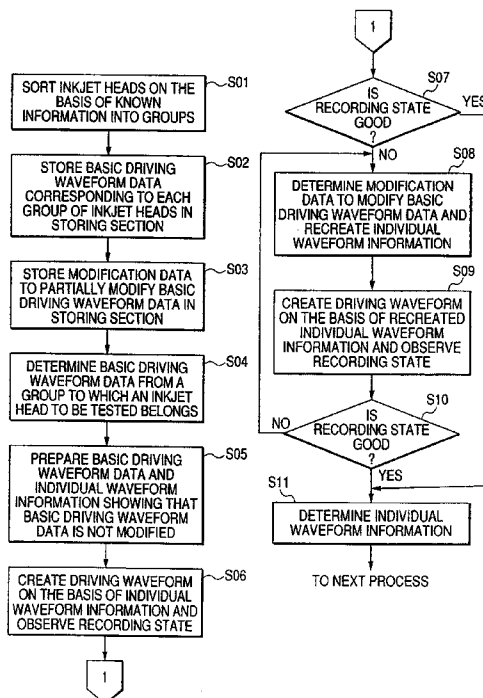 S01
SORT INKJET HEADS ON THE
BASIS OF KNOWN
INFORMATION INTO GROUPS
S02
STORE BASIC DRIVING
WAVEFORM DATA
CORRESPONDING TO EACH
GROUP OF INKJET HEADS IN
STORING SECTION
S03
STORE MODIFICATION DATA
TO PARTIALLY MODIFY BASIC
DRIVING WAVEFORM DATA IN
STORING SECTION
S04
DETERMINE BASIC DRIVING
WAVEFORM DATA FROM A
GROUP TO WHICH AN INKJET
HEAD TO BE TESTED BELONGS
S05
PREPARE BASIC DRIVING
WAVEFORM DATA AND
INDIVIDUAL WAVEFORM
INFORMATION SHOWING THAT
BASIC DRIVING WAVEFORM
DATA IS NOT MODIFIED
S06
CREATE DRIVING WAVEFORM
ON THE BASIS OF INDIVIDUAL
WAVEFORM INFORMATION AND
OBSERVE RECORDING STATE
1
1
S07
IS
RECORDING STATE
GOOD
?
YES
NO
S08
DETERMINE MODIFICATION
DATA TO MODIFY BASIC
DRIVING WAVEFORM DATA AND
RECREATE INDIVIDUAL
WAVEFORM INFORMATION
S09
CREATE DRIVING WAVEFORM
ON THE BASIS OF RECREATED
INDIVIDUAL WAVEFORM
INFORMATION AND OBSERVE
RECORDING STATE
S10
IS
RECORDING STATE
GOOD
?
NO
YES
S11
DETERMINE INDIVIDUAL
WAVEFORM INFORMATION
TO NEXT PROCESS